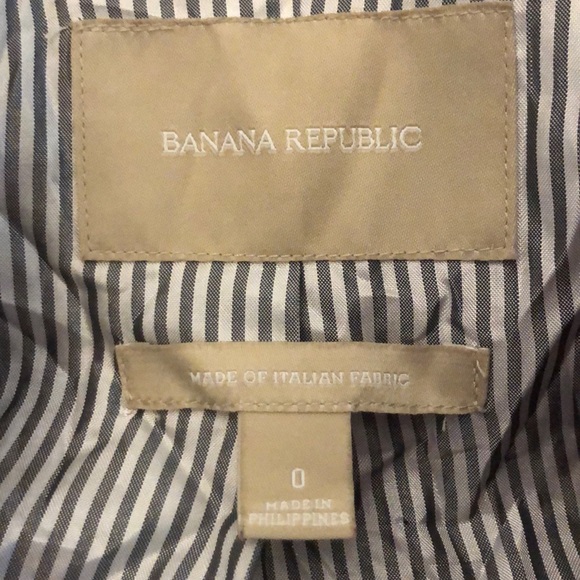 BANANA REPUBLIC
MADE OF ITALIAN FABRIC
0
MADE IN
PHILIPPINES